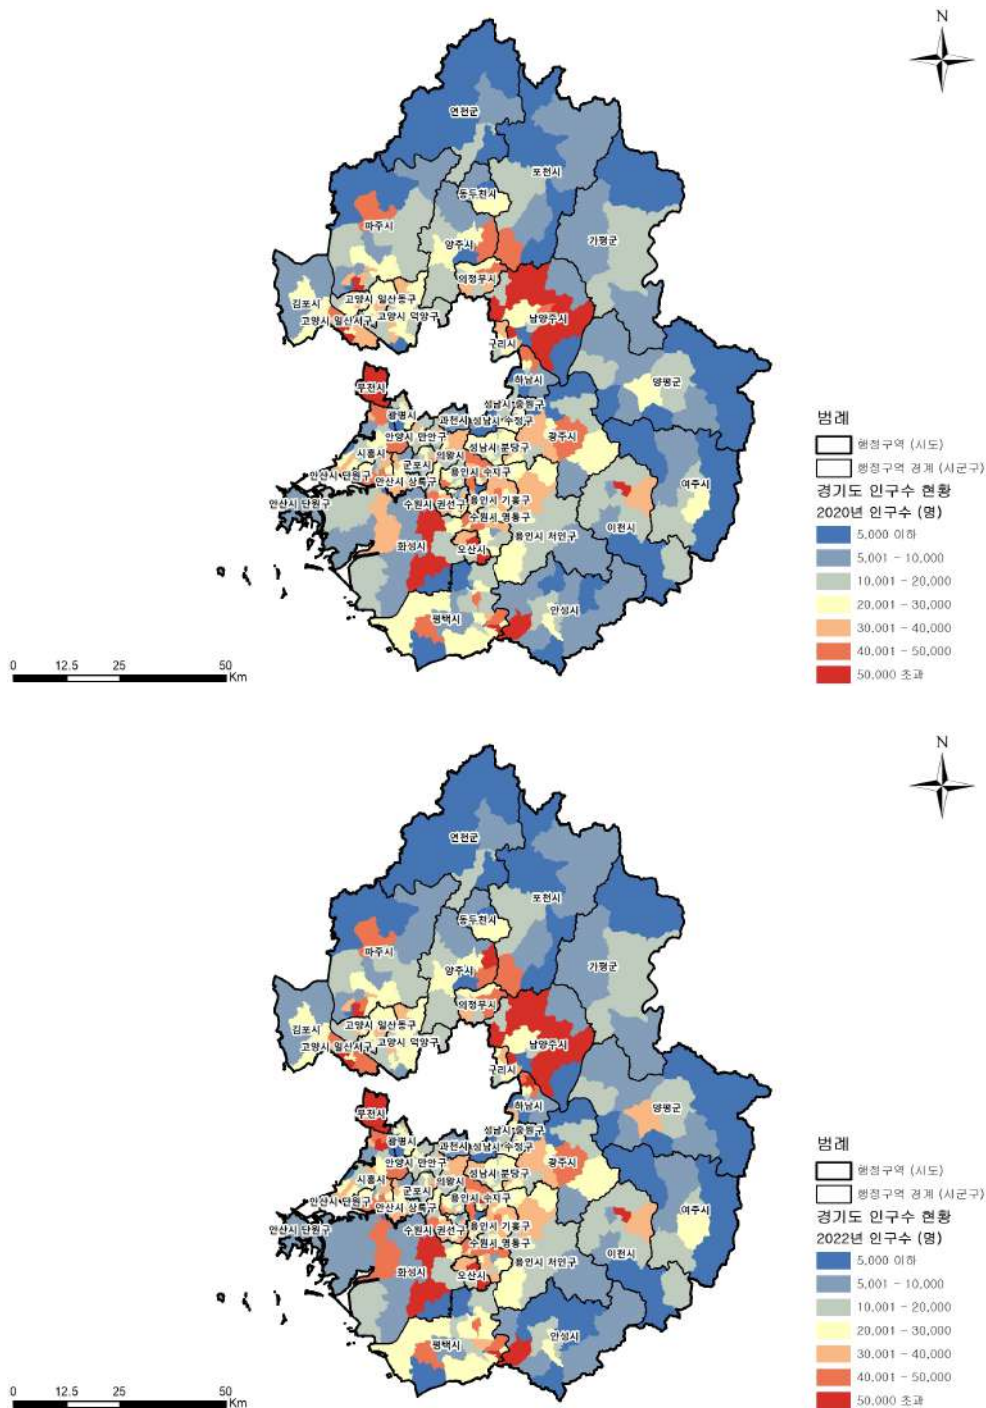 N
연천군
포천시
동두천시
파주시
양주시
가평군
의정부시
김포시
고양시 일산동구
고양시 일산서구
고양시 덕양구
남양주시
구리시
하남시
양평군
부천시
성남시 중원구
광명시
과천시
성남시 수정구
안양시 만안구
광주시
시흥시
의왕시
성남시 분당구
군포시
용인시 수지구
안산시 단원구
안산시 상록구
여주시
안산시 단원구
수원시 권선구
용인시 기흥구
수원시 영통구
이천시
화성시
오산시
용인시 처인구
평택시
안성시
범례
행정구역 (시도)
행정구역 경계 (시군구)
경기도 인구수 현황
2020년 인구수 (명)
5,000 이하
5,001 - 10,000
10,001 - 20,000
20,001 - 30,000
30,001 - 40,000
40,001 - 50,000
50,000 초과
0 12.5 25 50
Km
N
연천군
포천시
동두천시
파주시
양주시
가평군
의정부시
김포시
고양시 일산동구
고양시 일산서구
고양시 덕양구
남양주시
구리시
하남시
양평군
부천시
성남시 중원구
광명시
과천시
성남시 수정구
안양시 만안구
광주시
시흥시
의왕시
성남시 분당구
군포시
용인시 수지구
안산시 단원구
안산시 상록구
여주시
안산시 단원구
수원시 권선구
용인시 기흥구
수원시 영통구
이천시
화성시
오산시
용인시 처인구
평택시
안성시
범례
행정구역 (시도)
행정구역 경계 (시군구)
경기도 인구수 현황
2022년 인구수 (명)
5,000 이하
5,001 - 10,000
10,001 - 20,000
20,001 - 30,000
30,001 - 40,000
40,001 - 50,000
50,000 초과
0 12.5 25 50
Km